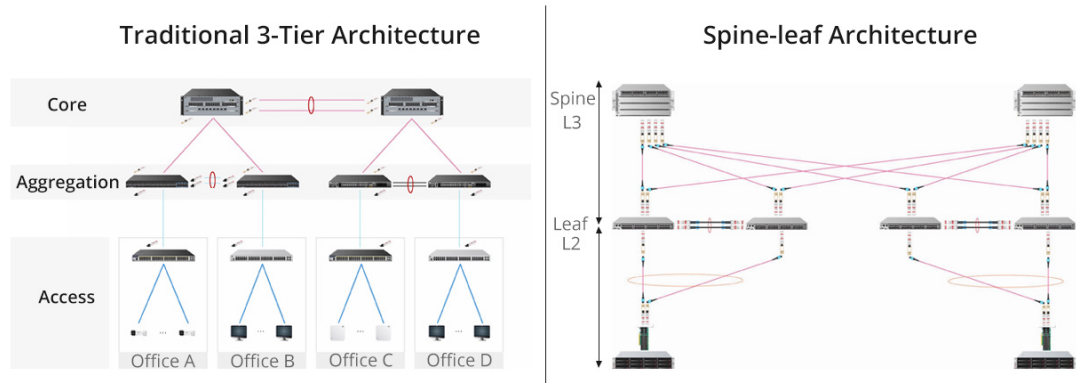 Traditional 3-Tier Architecture
Core
Aggregation
Access
Office A
Office B
Office C
Office D
Spine-leaf Architecture
Spine
L3
Leaf
L2